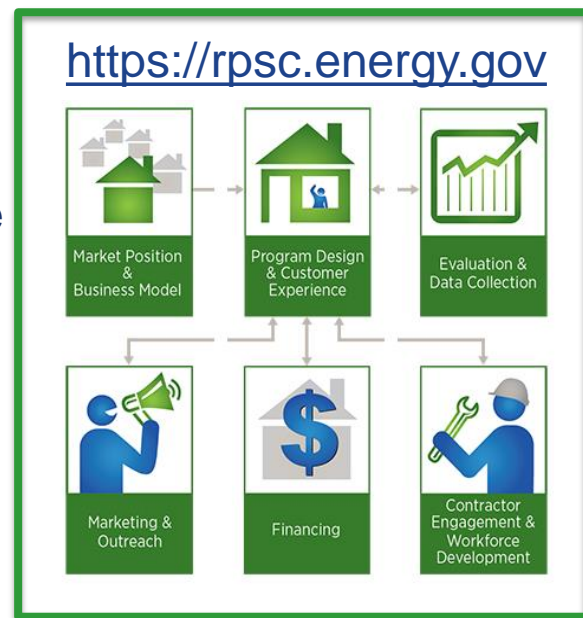 https://rpsc.energy.gov
Market Position
&
Business Model
Program Design
& Customer
Experience
Evaluation &
Data Collection
Marketing &
Outreach
Financing
Contractor
Engagement &
Workforce
Development